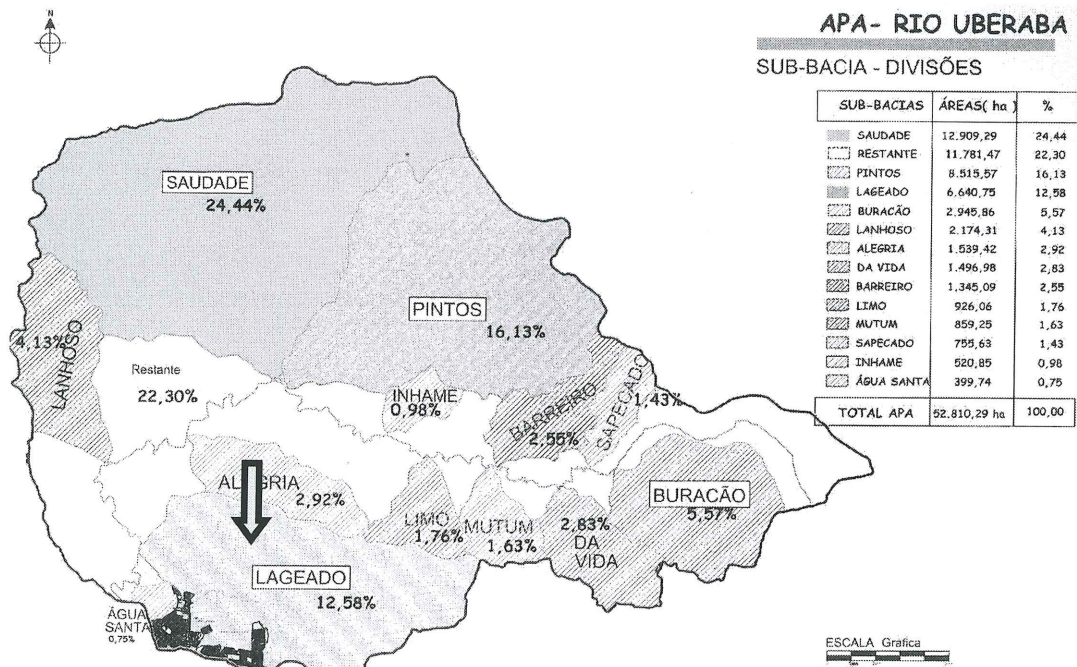 N
APA- RIO UBERABA
SUB-BACIA - DIVISÕES
SUB-BACIAS ÁREAS( ha ) %
SAUDADE 12.909,29 24,44
RESTANTE 11.781,47 22,30
PINTOS 8.515,57 16,13
LAGEADO 6.640,75 12,58
BURACÃO 2.945,86 5,57
LANHOSO 2.174,31 4,13
ALEGRIA 1.539,42 2,92
DA VIDA 1.496,98 2,83
BARREIRO 1.345,09 2,55
LIMO 926,06 1,76
MUTUM 859,25 1,63
SAPECADO 755,63 1,43
INHAME 520,85 0,98
ÁGUA SANTA 399,74 0,75
TOTAL APA 52.810,29 ha 100,00
SAUDADE
24,44%
PINTOS
16,13%
4,13%
LANHOSO
Restante
22,30%
INHAME
0,98%
BARREIRO
2,55%
SAPECADO
1,43%
ALEGRIA
2,92%
LIMO
1,76%
MUTUM
1,63%
2,83%
DA
VIDA
BURACÃO
5,57%
LAGEADO
12,58%
ÁGUA
SANTA
0,75%
ESCALA Gráfica